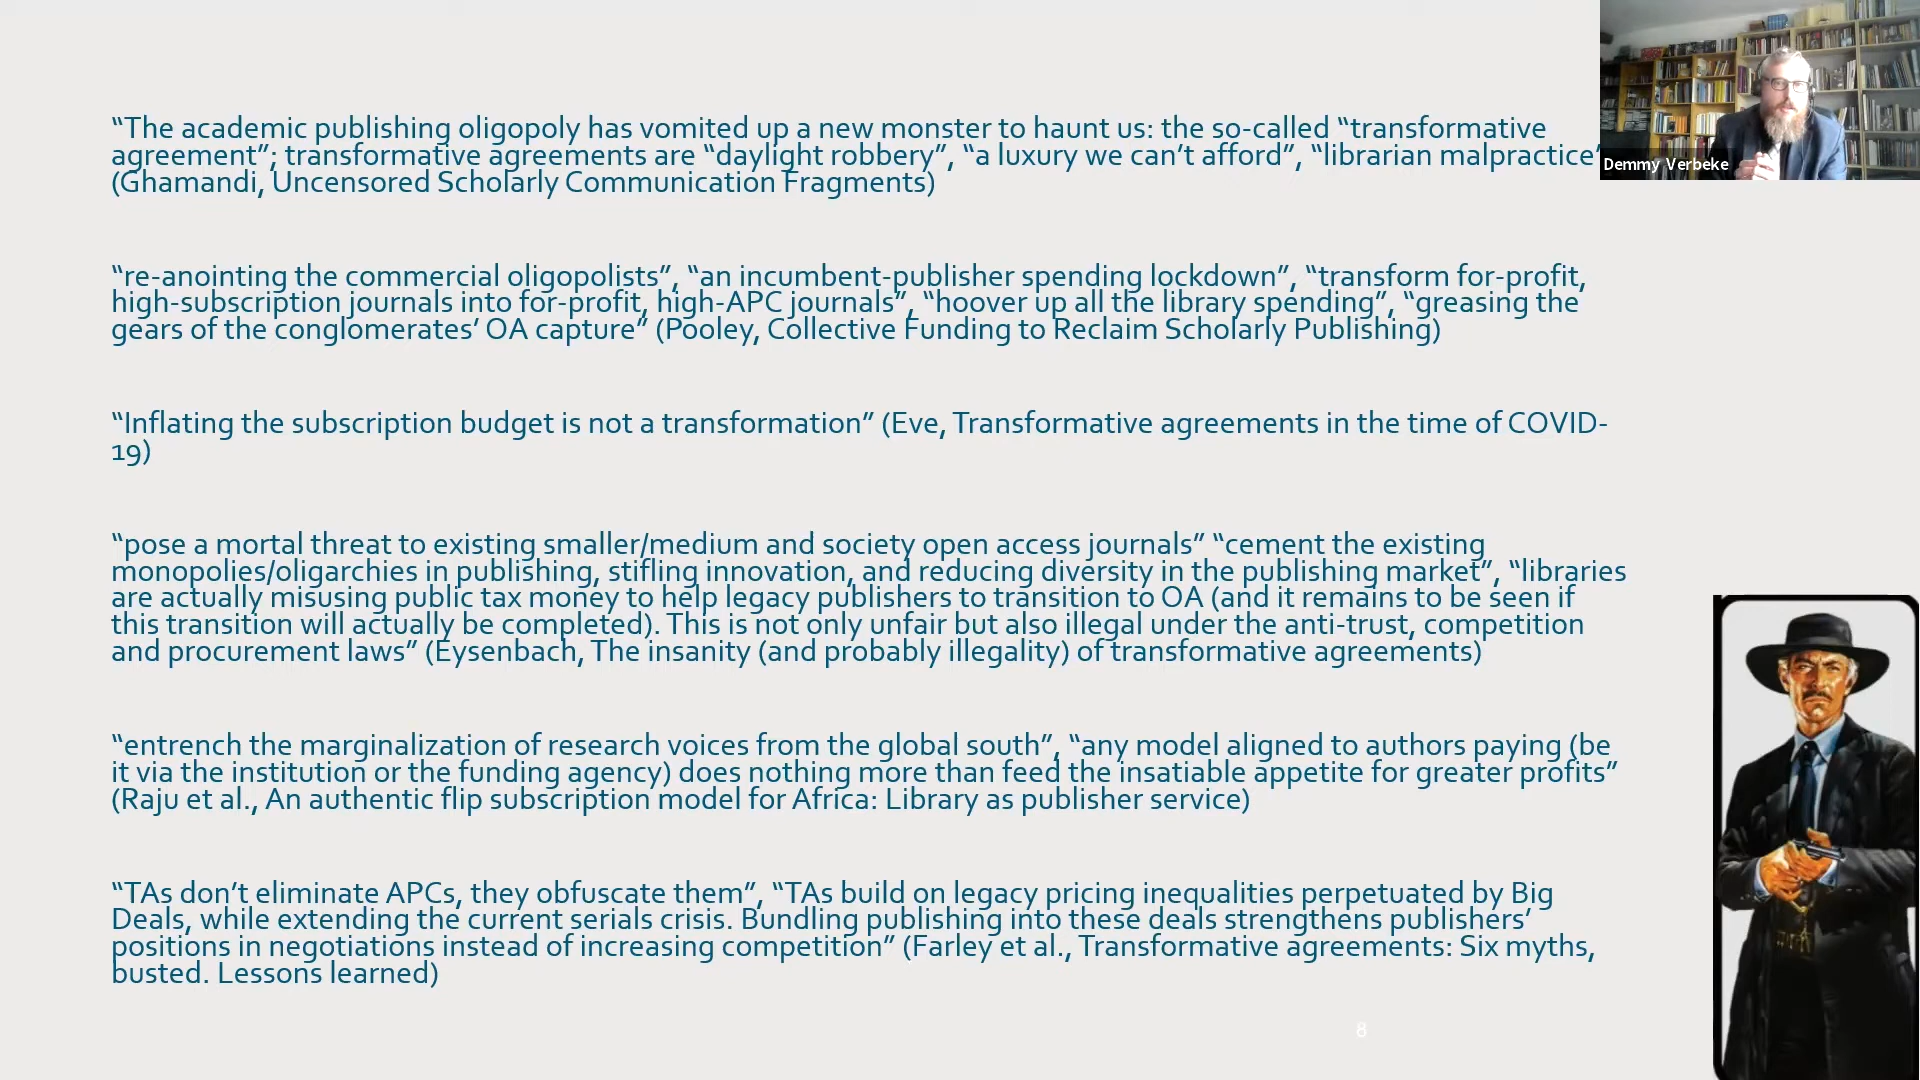 “The academic publishing oligopoly has vomited up a new monster to haunt us: the so-called “transformative
agreement”; transformative agreements are “daylight robbery”, “a luxury we can’t afford”, “librarian malpractice”
(Ghamandi, Uncensored Scholarly Communication Fragments)
Demmy Verbeke
“re-anointing the commercial oligopolists”, “an incumbent-publisher spending lockdown”, “transform for-profit,
high-subscription journals into for-profit, high-APC journals”, “hoover up all the library spending”, “greasing the
gears of the conglomerates’ OA capture” (Pooley, Collective Funding to Reclaim Scholarly Publishing)
“Inflating the subscription budget is not a transformation” (Eve, Transformative agreements in the time of COVID-
19)
“pose a mortal threat to existing smaller/medium and society open access journals” “cement the existing
monopolies/oligarchies in publishing, stifling innovation, and reducing diversity in the publishing market”, “libraries
are actually misusing public tax money to help legacy publishers to transition to OA (and it remains to be seen if
this transition will actually be completed). This is not only unfair but also illegal under the anti-trust, competition
and procurement laws” (Eysenbach, The insanity (and probably illegality) of transformative agreements)
“entrench the marginalization of research voices from the global south”, “any model aligned to authors paying (be
it via the institution or the funding agency) does nothing more than feed the insatiable appetite for greater profits”
(Raju et al., An authentic flip subscription model for Africa: Library as publisher service)
“TAs don’t eliminate APCs, they obfuscate them”, “TAs build on legacy pricing inequalities perpetuated by Big
Deals, while extending the current serials crisis. Bundling publishing into these deals strengthens publishers’
positions in negotiations instead of increasing competition” (Farley et al., Transformative agreements: Six myths,
busted. Lessons learned)
8